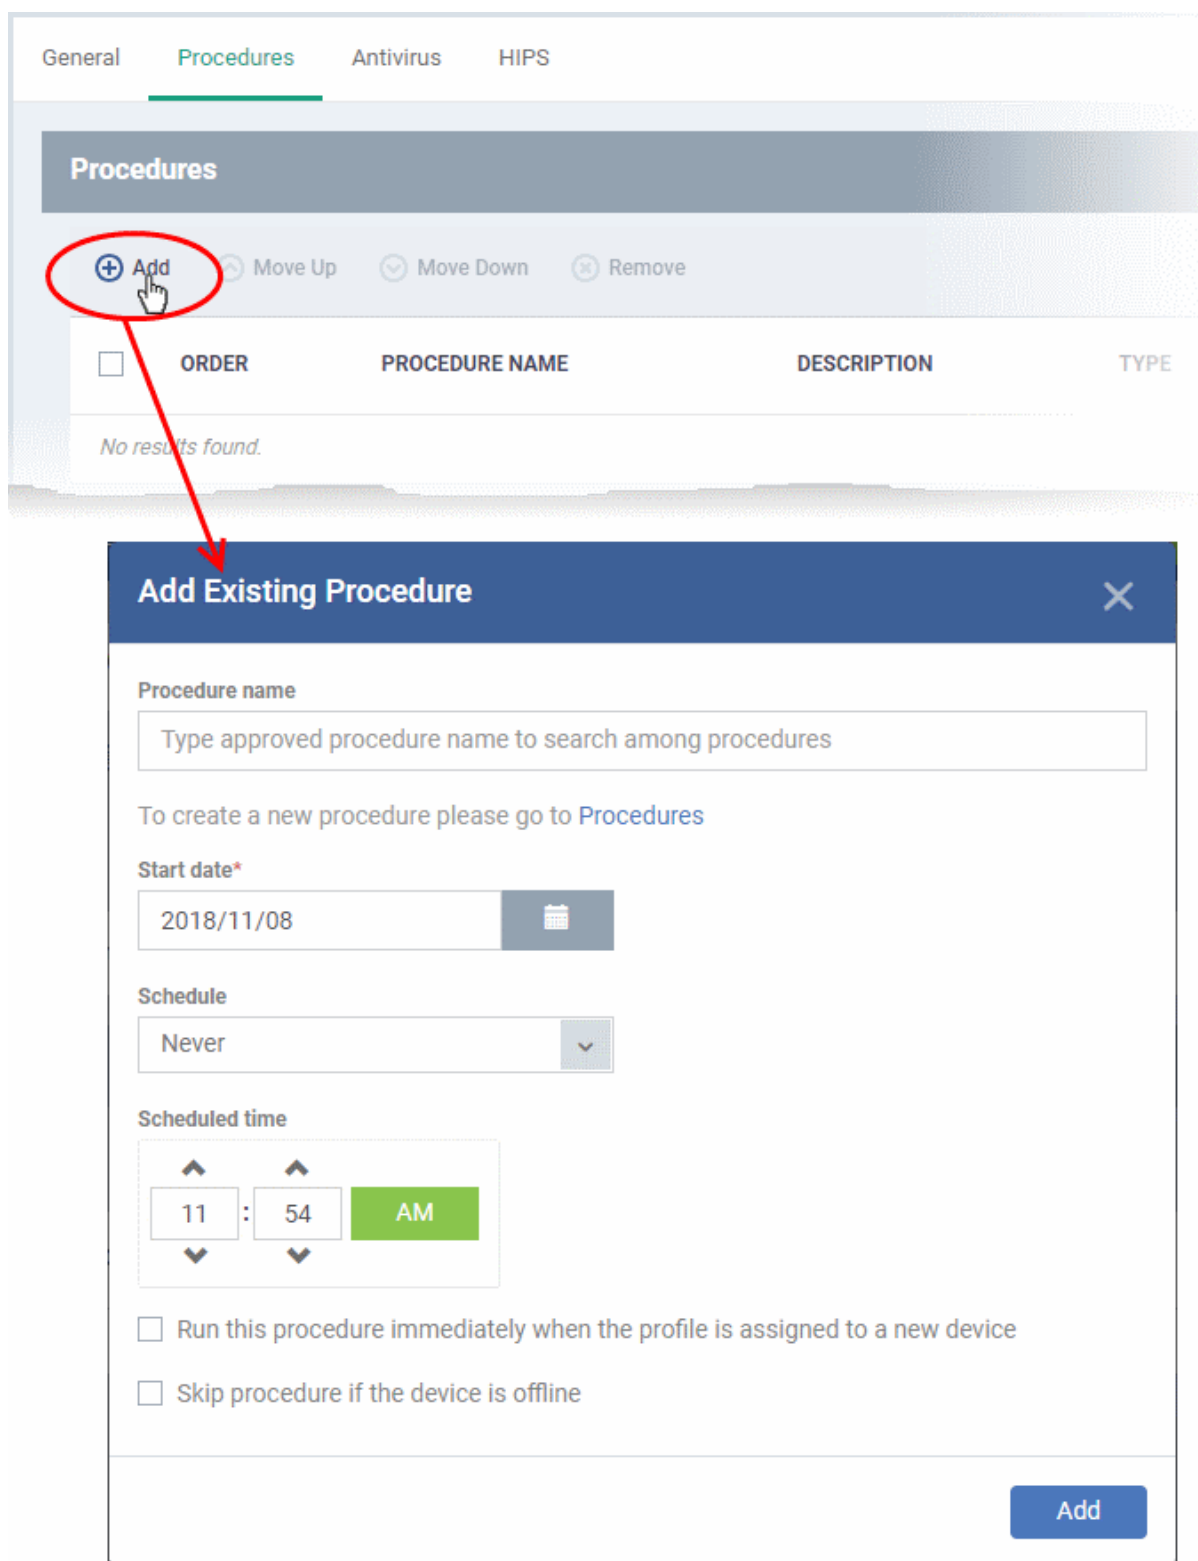 General Procedures Antivirus HIPS
Procedures
Add Move Up Move Down Remove
ORDER PROCEDURE NAME DESCRIPTION TYPE
No results found.
Add Existing Procedure
Procedure name
Type approved procedure name to search among procedures
To create a new procedure please go to Procedures
Start date*
2018/11/08
Schedule
Never
Scheduled time
11 : 54 AM
Run this procedure immediately when the profile is assigned to a new device
Skip procedure if the device is offline
Add